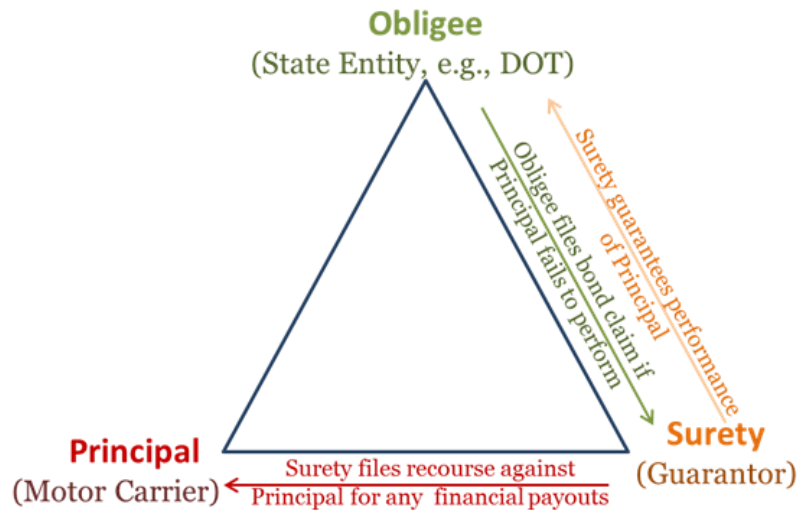 Obligee
(State Entity, e.g., DOT)
Obligee files bond claim if
Principal fails to perform
Surety guarantees performance
of Principal
Principal
(Motor Carrier)
Surety files recourse against
Principal for any financial payouts
Surety
(Guarantor)